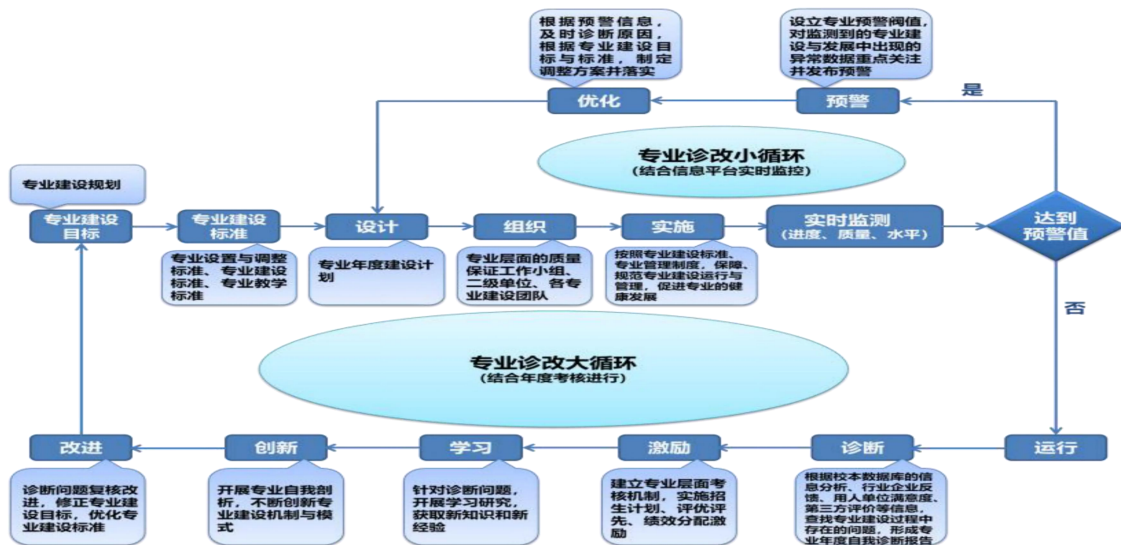 根据预警信息，
及时诊断原因，
根据专业建设目
标与标准，制定
调整方案并落实
设立专业预警阀值，
对监测到的专业建
设与发展中出现的
异常数据重点关注
并发布预警
优化
预警
是
专业诊改小循环
（结合信息平台实时监控）
专业建设规划
专业建设
目标
专业建设
标准
设计
组织
实施
实时监测
（进度、质量、水平）
达到
预警值
专业设置与调整
标准、专业建设
标准、专业教学
标准
专业年度建设计
划
专业层面的质量
保证工作小组、
二级单位、各专
业建设团队
按照专业建设标准、
专业管理制度，保障、
规范专业建设运行与
管理，促进专业的健
康发展
否
专业诊改大循环
（结合年度考核进行）
改进
创新
学习
激励
诊断
运行
诊断问题复核改
进，修正专业建
设目标，优化专
业建设标准
开展专业自我剖
析，不断创新专
业建设机制与模
式
针对诊断问题，
开展学习研究，
获取新知识和新
经验
建立专业层面考
核机制，实施招
生计划、评优评
先、绩效分配激
励
根据校本数据库的信
息分析、行业企业反
馈、用人单位满意度、
第三方评价等信息，
查找专业建设过程中
存在的问题，形成专
业年度自我诊断报告